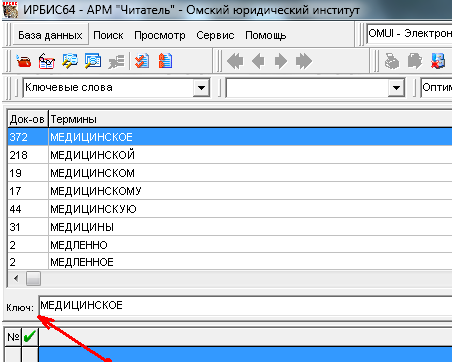 ИРБИС64 - АРМ "Читатель" - Омский юридический институт
База данных Поиск Просмотр Сервис Помощь OMUI - Электрон
Ключевые слова Оптим
Док-ов Термины
372 МЕДИЦИНСКОЕ
218 МЕДИЦИНСКОЙ
19 МЕДИЦИНСКОМ
17 МЕДИЦИНСКОМУ
44 МЕДИЦИНСКУЮ
31 МЕДИЦИНЫ
2 МЕДЛЕННО
2 МЕДЛЕННОЕ
Ключ: МЕДИЦИНСКОЕ
№